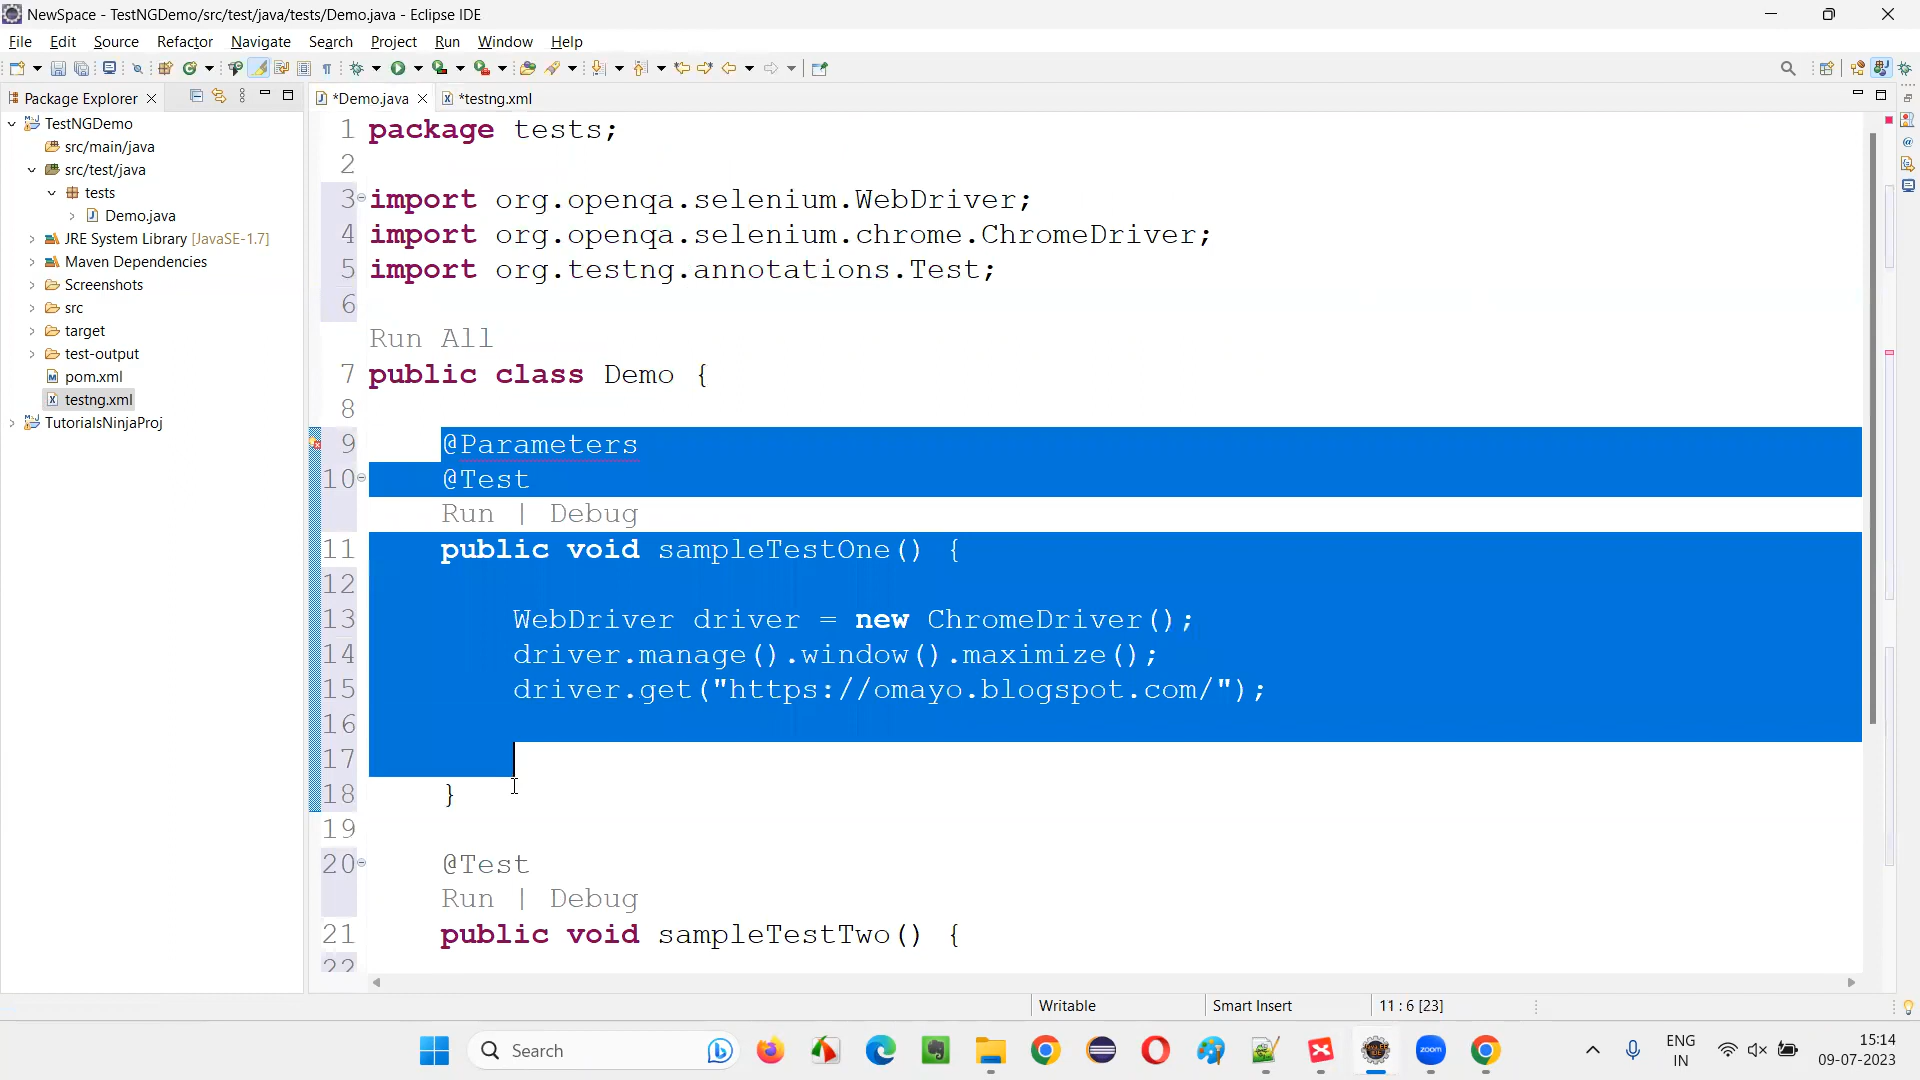 NewSpace - TestNGDemo/src/test/java/tests/Demo.java - Eclipse IDE
File Edit Source Refactor Navigate Search Project Run Window Help
Package Explorer
*Demo.java
*testng.xml
TestNGDemo
src/main/java
src/test/java
tests
Demo.java
JRE System Library [JavaSE-1.7]
Maven Dependencies
Screenshots
src
target
test-output
pom.xml
testng.xml
TutorialsNinjaProj
1 package tests;
2
3 import org.openqa.selenium.WebDriver;
4 import org.openqa.selenium.chrome.ChromeDriver;
5 import org.testng.annotations.Test;
6
Run All
7 public class Demo {
8
9 @Parameters
10 @Test
Run | Debug
11 public void sampleTestOne() {
12
13 WebDriver driver = new ChromeDriver();
14 driver.manage().window().maximize();
15 driver.get("https://omayo.blogspot.com/");
16
17
18 }
19
20 @Test
Run | Debug
21 public void sampleTestTwo() {
22
Writable Smart Insert 11 : 6 [23]
Search
zoom
ENG
IN
15:14
09-07-2023